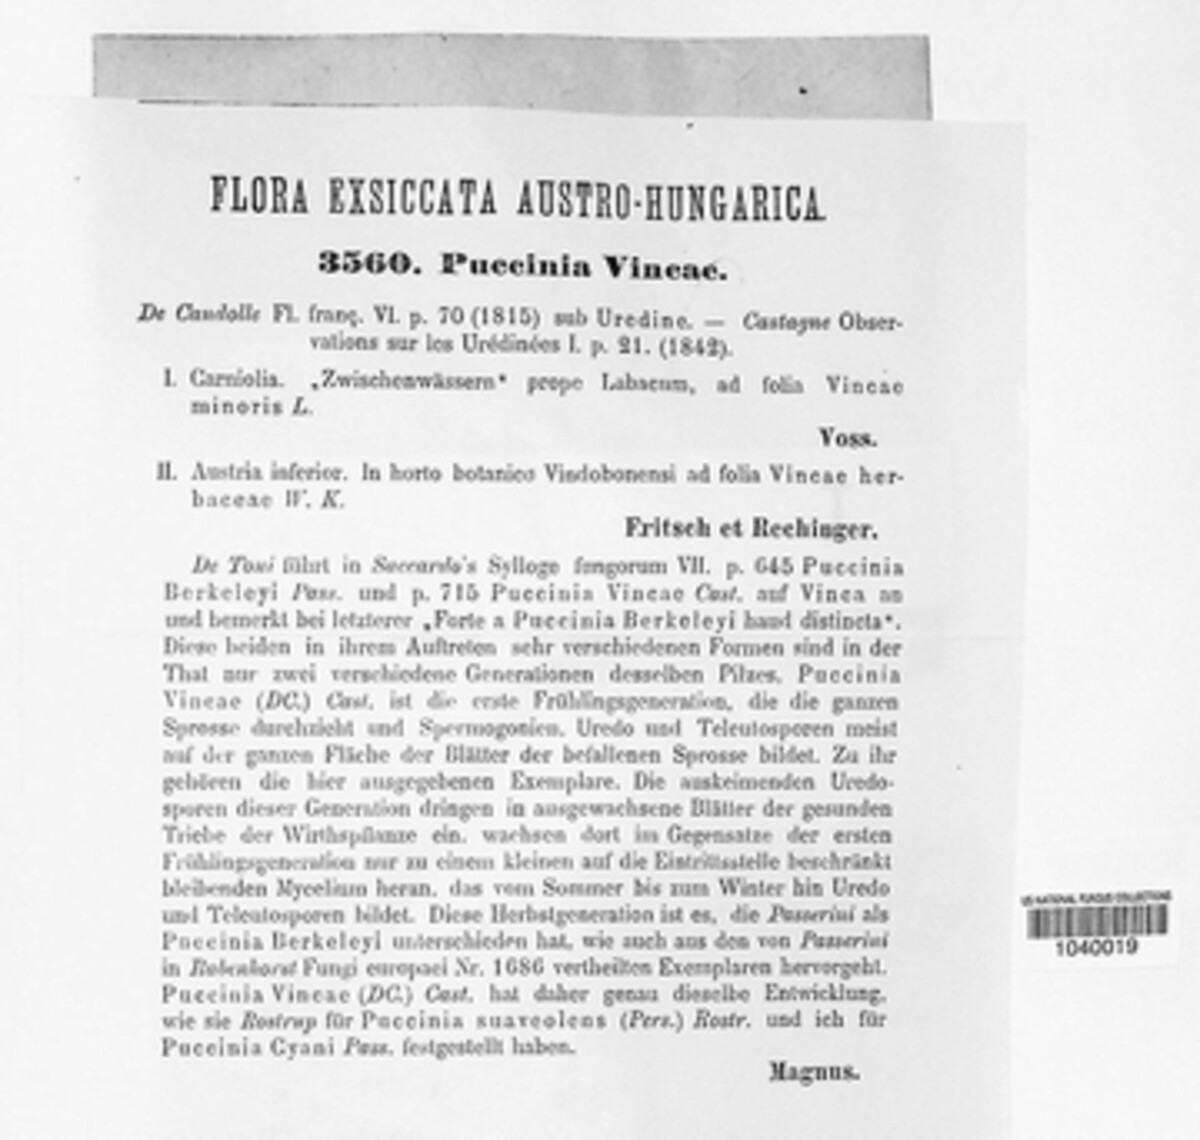 FLORA EXSICCATA AUSTRO-HUNGARICA.
3560. Puccinia Vincae.
De Candolle Fl. franç. VI. p. 70 (1815) sub Uredine. — Castagne Obser-
vations sur les Urédinées I. p. 21. (1842).
I. Carniolia. „Zwischenwässern“ prope Labacum, ad folia Vincae
minoris L.
Voss.
II. Austria inferior. In horto botanico Vindobonensi ad folia Vincae her-
baceae W. K.
Fritsch et Rechinger.
De Toni führt in Saccardo's Sylloge fungorum VII. p. 645 Puccinia
Berkeleyi Pass. und p. 715 Puccinia Vincae Cast. auf Vinca an
und bemerkt bei letzterer „Forte a Puccinia Berkeleyi haud distincta“.
Diese beiden in ihrem Auftreten sehr verschiedenen Formen sind in der
That nur zwei verschiedene Generationen desselben Pilzes. Puccinia
Vincae (DC.) Cast. ist die erste Frühlingsgeneration, die die ganzen
Sprosse durchzieht und Spermogonien, Uredo und Teleutosporen meist
auf der ganzen Fläche der Blätter der befallenen Sprosse bildet. Zu ihr
gehören die hier ausgegebenen Exemplare. Die auskeimenden Uredo-
sporen dieser Generation dringen in ausgewachsene Blätter der gesunden
Triebe der Wirthspflanze ein, wachsen dort im Gegensatze der ersten
Frühlingsgeneration nur zu einem kleinen auf die Eintrittsstelle beschränkt
bleibenden Mycelium heran, das vom Sommer bis zum Winter hin Uredo
und Teleutosporen bildet. Diese Herbstgeneration ist es, die Passerini als
Puccinia Berkeleyi unterschieden hat, wie auch aus den von Passerini
in Rabenhorst Fungi europaei Nr. 1686 vertheilten Exemplaren hervorgeht.
Puccinia Vincae (DC.) Cast. hat daher genau dieselbe Entwicklung,
wie sie Rostrup für Puccinia suaveolens (Pers.) Rostr. und ich für
Puccinia Cyani Pass. festgestellt haben.
Magnus.
US NATIONAL FUNGUS COLLECTIONS
1040019